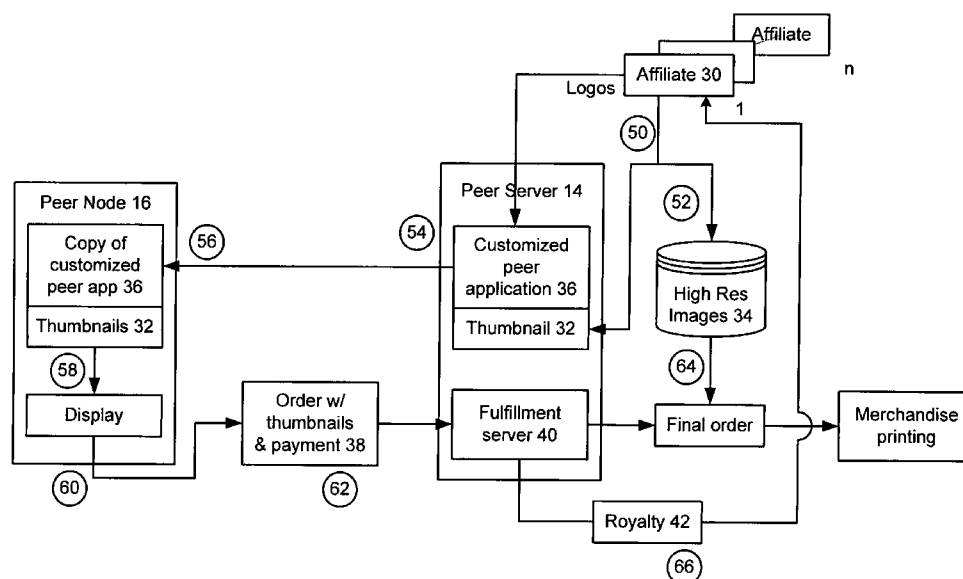 Affiliate
Affiliate 30
n
Logos
1
50
Peer Node 16
Peer Server 14
52
56
54
Copy of
customized
peer app 36
Customized
peer
application 36
High Res
Images 34
Thumbnails 32
Thumbnail 32
58
64
Display
Order w/
thumbnails
& payment 38
Fulfillment
server 40
Final order
Merchandise
printing
60
62
Royalty 42
66